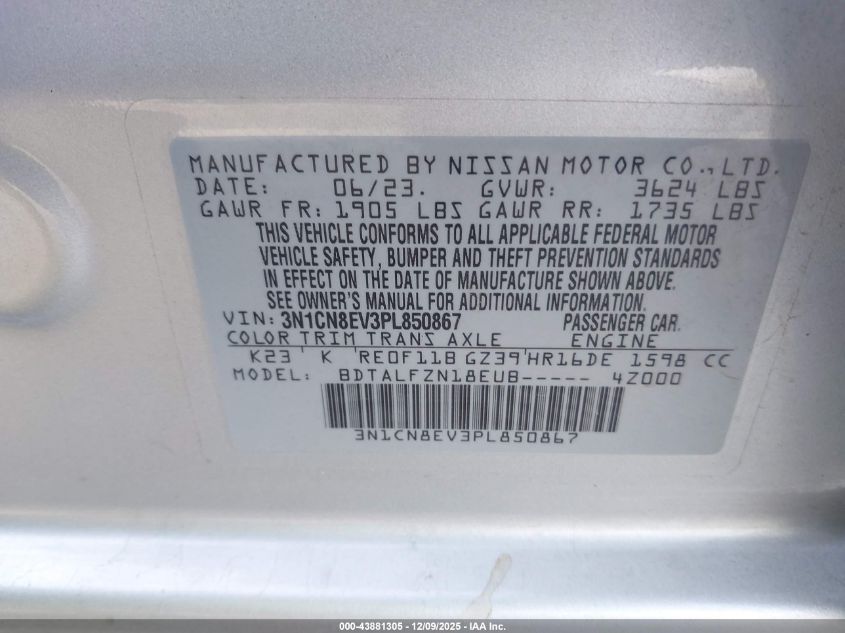 MANUFACTURED BY NISSAN MOTOR CO.,LTD.
DATE: 06/23. GVWR: 3624 LBS
GAWR FR: 1905 LBS GAWR RR: 1735 LBS
THIS VEHICLE CONFORMS TO ALL APPLICABLE FEDERAL MOTOR
VEHICLE SAFETY, BUMPER AND THEFT PREVENTION STANDARDS
IN EFFECT ON THE DATE OF MANUFACTURE SHOWN ABOVE.
SEE OWNER'S MANUAL FOR ADDITIONAL INFORMATION.
VIN: 3N1CN8EV3PL850867 PASSENGER CAR.
COLOR TRIM TRANS AXLE ENGINE
K23 K RE0F11B GZ39 HR16DE 1598 CC
MODEL: BDTALFZN18EUB----- 4Z000
3N1CN8EV3PL850867
000-43881305 - 12/09/2025 - IAA Inc.